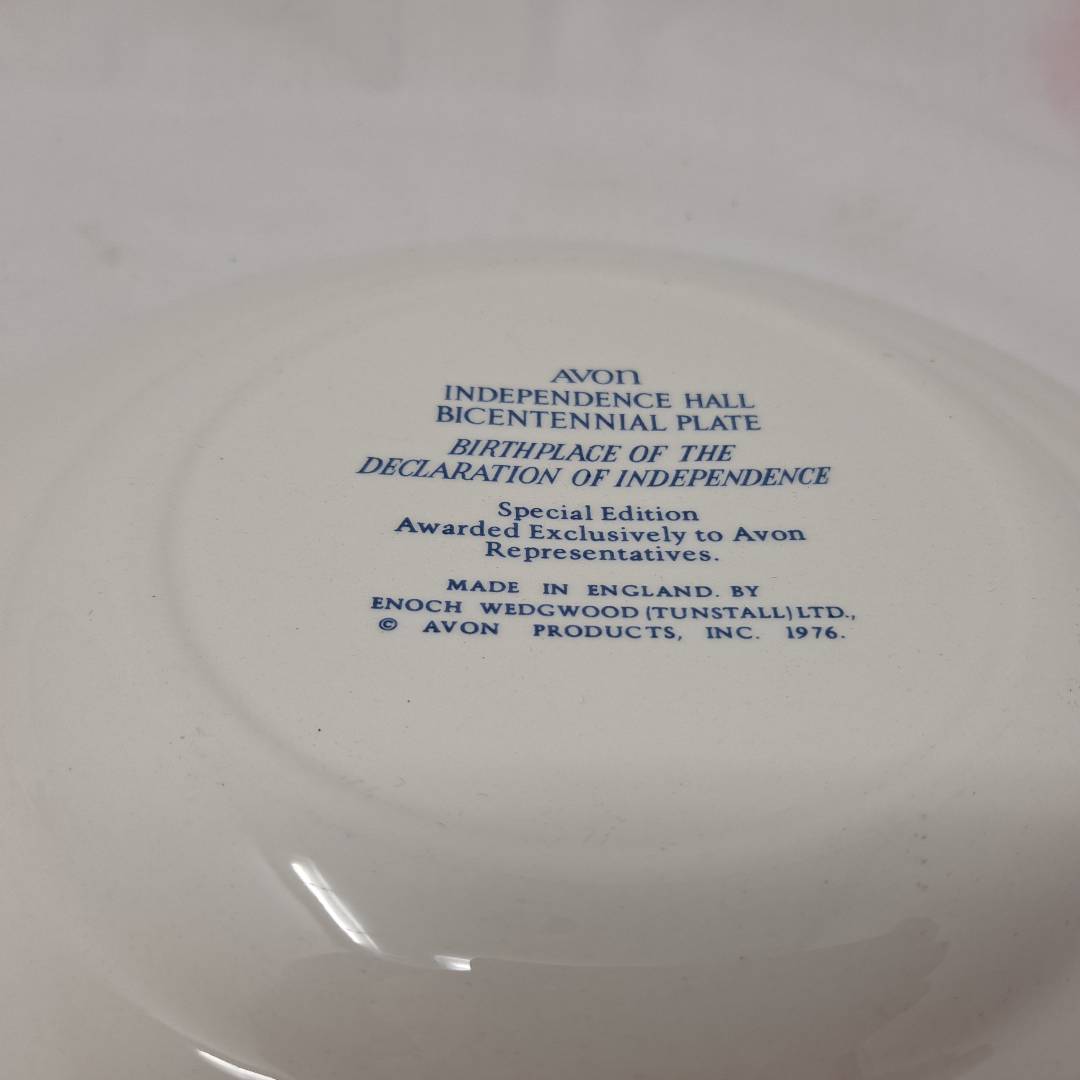 AVON
INDEPENDENCE HALL
BICENTENNIAL PLATE
BIRTHPLACE OF THE
DECLARATION OF INDEPENDENCE
Special Edition
Awarded Exclusively to Avon
Representatives.
MADE IN ENGLAND. BY
ENOCH WEDGWOOD (TUNSTALL) LTD.,
© AVON PRODUCTS, INC. 1976.